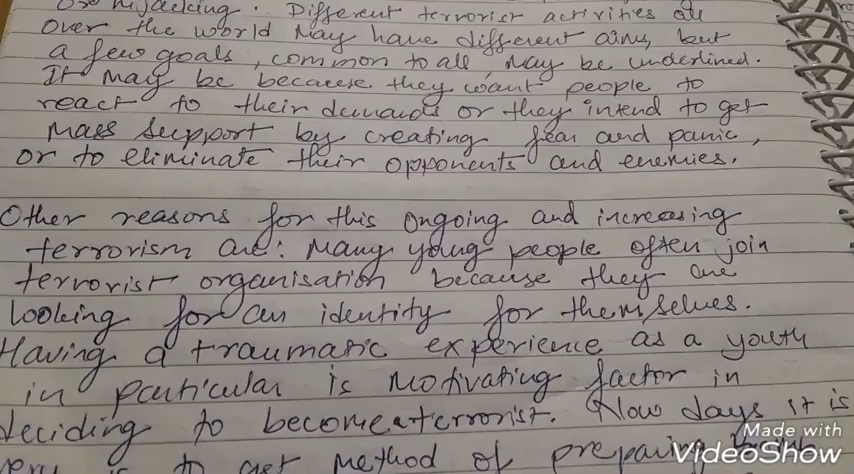 or hijacking. Different terrorist activities all
over the world may have different aims, but
a few goals, common to all, may be underlined.
It may be because they want people to
react to their demands or they intend to get
mass support by creating fear and panic,
or to eliminate their opponents and enemies.
Other reasons for this ongoing and increasing
terrorism are: Many young people often join
terrorist organisation because they are
looking for an identity for themselves.
Having a traumatic experience as a youth
in particular is motivating factor in
deciding to become a terrorist. Now days it is
very is to get method of preparing
Made with
VideoShow